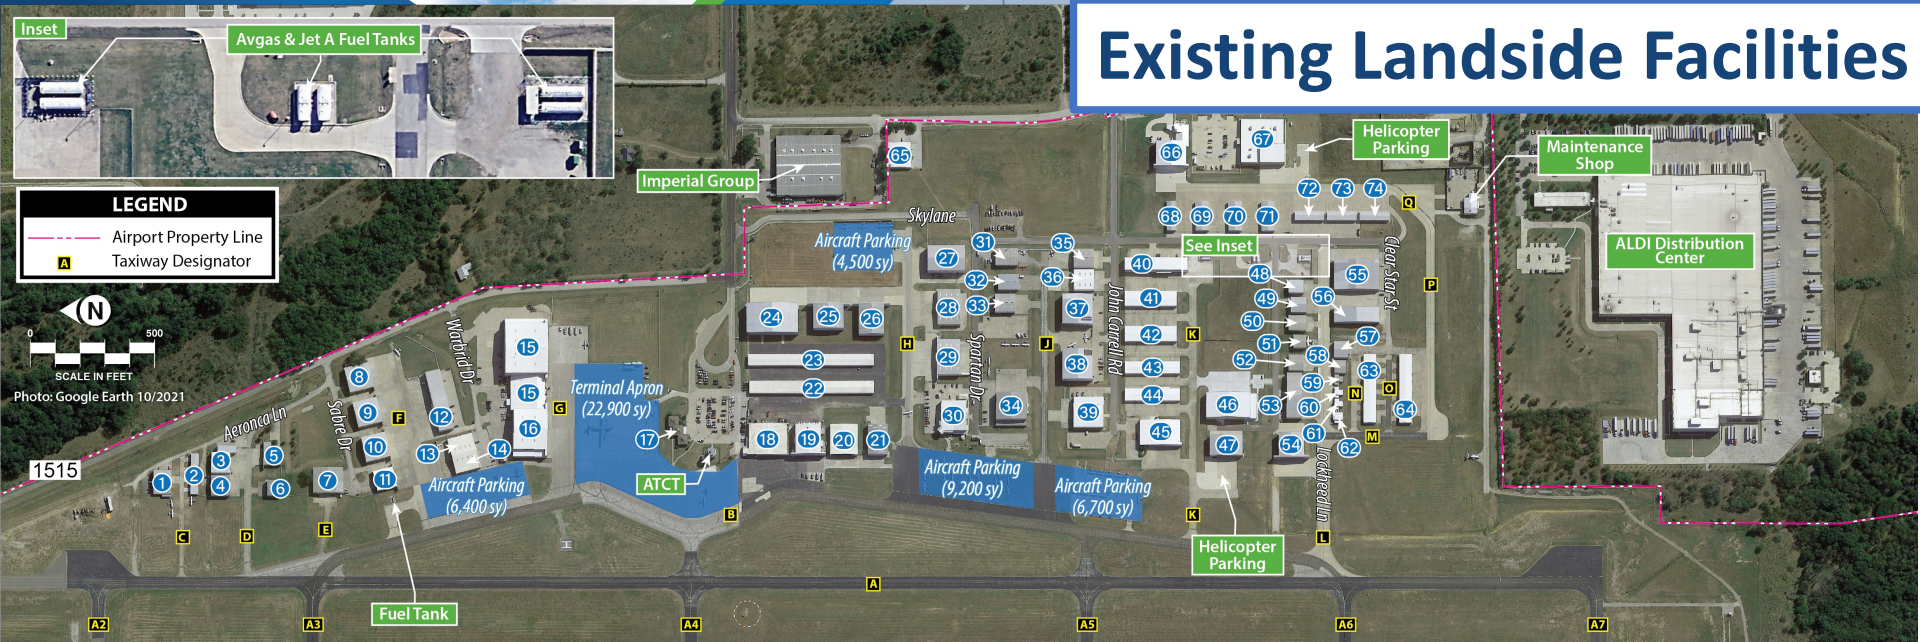 Existing Landside Facilities
Inset
Avgas & Jet A Fuel Tanks
LEGEND
Airport Property Line
A
Taxiway Designator
N
0
500
SCALE IN FEET
Photo: Google Earth 10/2021
Imperial Group
65
66
67
Helicopter
Parking
Maintenance
Shop
ALDI Distribution
Center
72
73
74
Q
68
69
70
71
Skylane
Aircraft Parking
(4,500 sy)
See Inset
Clear Star St
P
27
31
35
32
36
28
33
37
40
48
55
41
49
56
42
K
50
51
57
52
58
43
59
63
N
O
44
53
60
64
45
46
61
62
M
47
54
John Carrell Rd
Lockheed Ln
Spartan Dr
H
J
29
38
30
34
39
24
25
26
23
22
18
19
20
21
Terminal Apron
(22,900 sy)
17
ATCT
B
Warbrid Dr
15
15
16
G
12
13
14
8
9
10
11
F
Sabre Dr
Aeronca Ln
1515
1
2
3
4
5
6
7
C
D
E
Aircraft Parking
(6,400 sy)
Aircraft Parking
(9,200 sy)
Aircraft Parking
(6,700 sy)
K
L
Helicopter
Parking
Fuel Tank
A
A2
A3
A4
A5
A6
A7